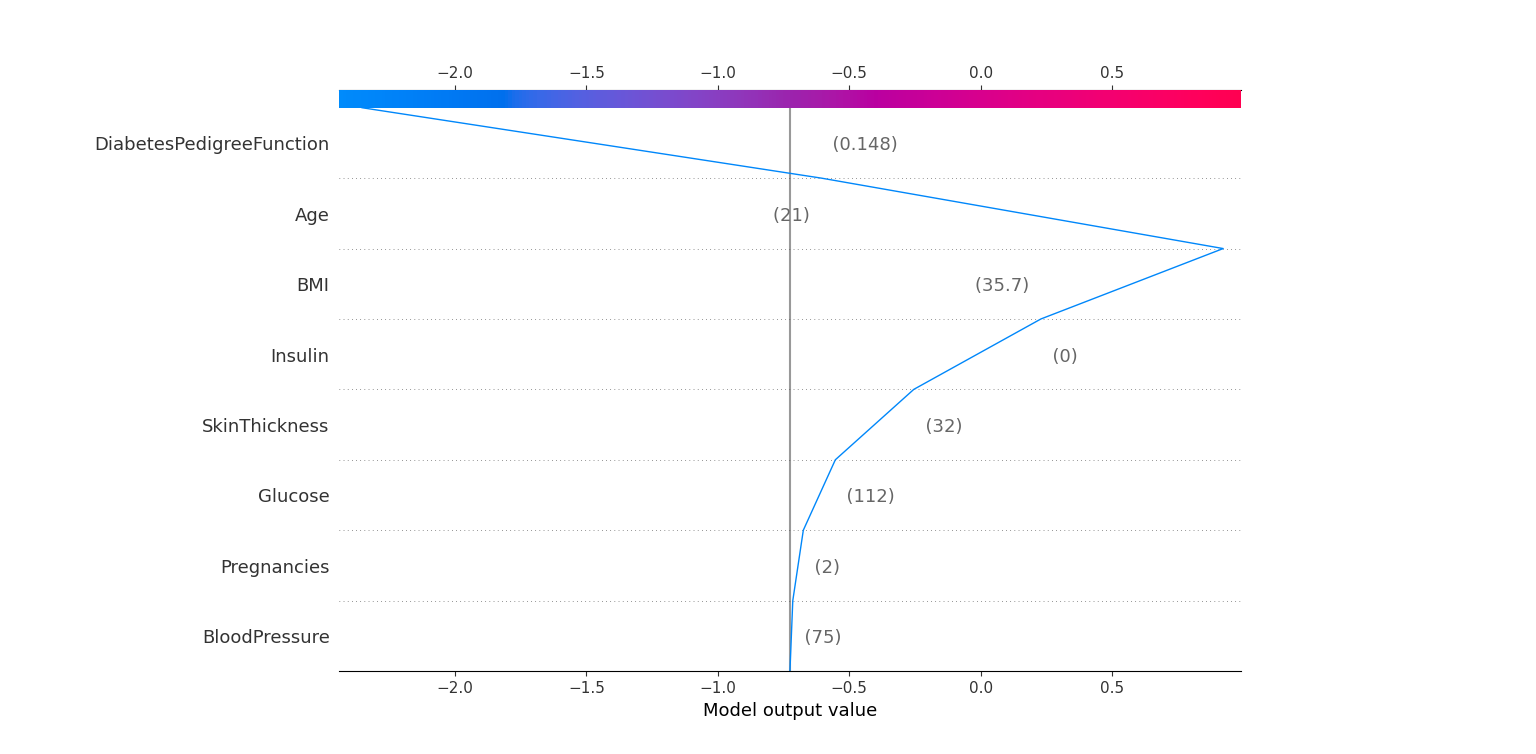 −2.0 −1.5 −1.0 −0.5 0.0 0.5
DiabetesPedigreeFunction (0.148)
Age (21)
BMI (35.7)
Insulin (0)
SkinThickness (32)
Glucose (112)
Pregnancies (2)
BloodPressure (75)
−2.0 −1.5 −1.0 −0.5 0.0 0.5
Model output value